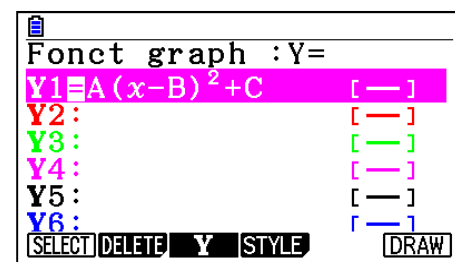 Fonct graph :Y=
Y1=A(x−B)²+C [—]
Y2: [—]
Y3: [—]
Y4: [—]
Y5: [—]
Y6: [—]
SELECT DELETE Y STYLE DRAW